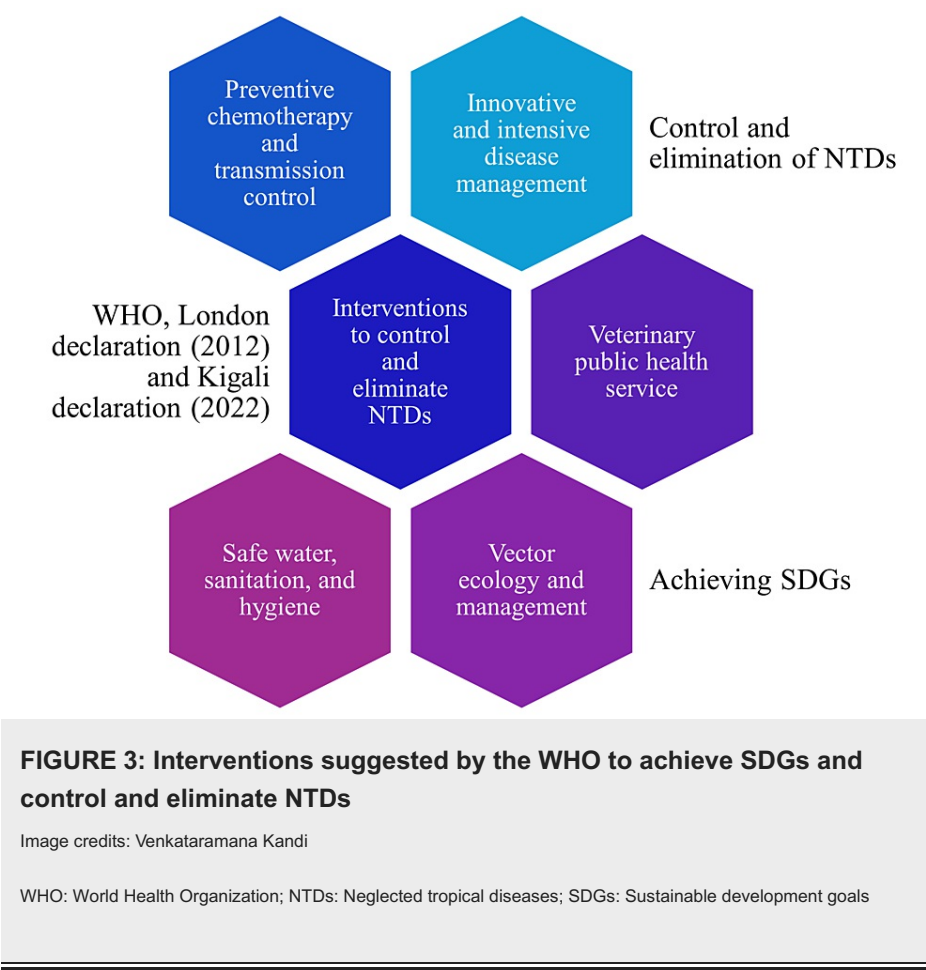 Preventive
chemotherapy
and
transmission
control
Innovative
and intensive
disease
management
Control and
elimination of NTDs
WHO, London
declaration (2012)
and Kigali
declaration (2022)
Interventions
to control
and
eliminate
NTDs
Veterinary
public health
service
Safe water,
sanitation, and
hygiene
Vector
ecology and
management
Achieving SDGs
FIGURE 3: Interventions suggested by the WHO to achieve SDGs and
control and eliminate NTDs
Image credits: Venkataramana Kandi
WHO: World Health Organization; NTDs: Neglected tropical diseases; SDGs: Sustainable development goals